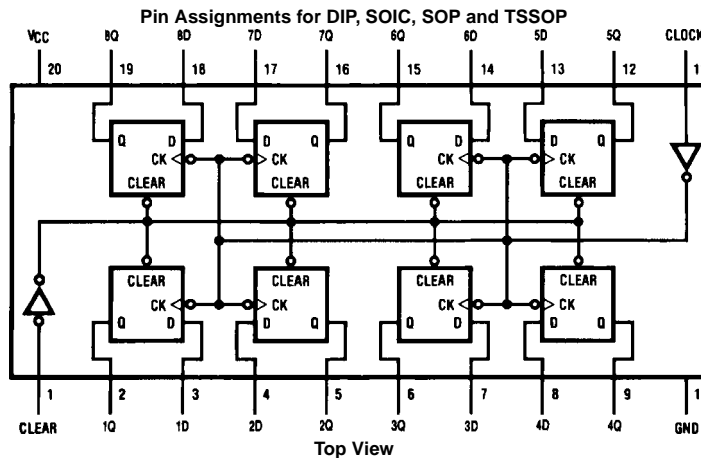 Pin Assignments for DIP, SOIC, SOP and TSSOP
VCC 8Q 8D 7D 7Q 6Q 6D 5D 5Q CLOCK
20 19 18 17 16 15 14 13 12 1
Q D D Q Q D D Q
CK CK CK CK
CLEAR CLEAR CLEAR CLEAR
CLEAR CLEAR CLEAR CLEAR
CK CK CK CK
Q D D Q Q D D Q
1 2 3 4 5 6 7 8 9 1
CLEAR 1Q 1D 2D 2Q 3Q 3D 4D 4Q GND
Top View